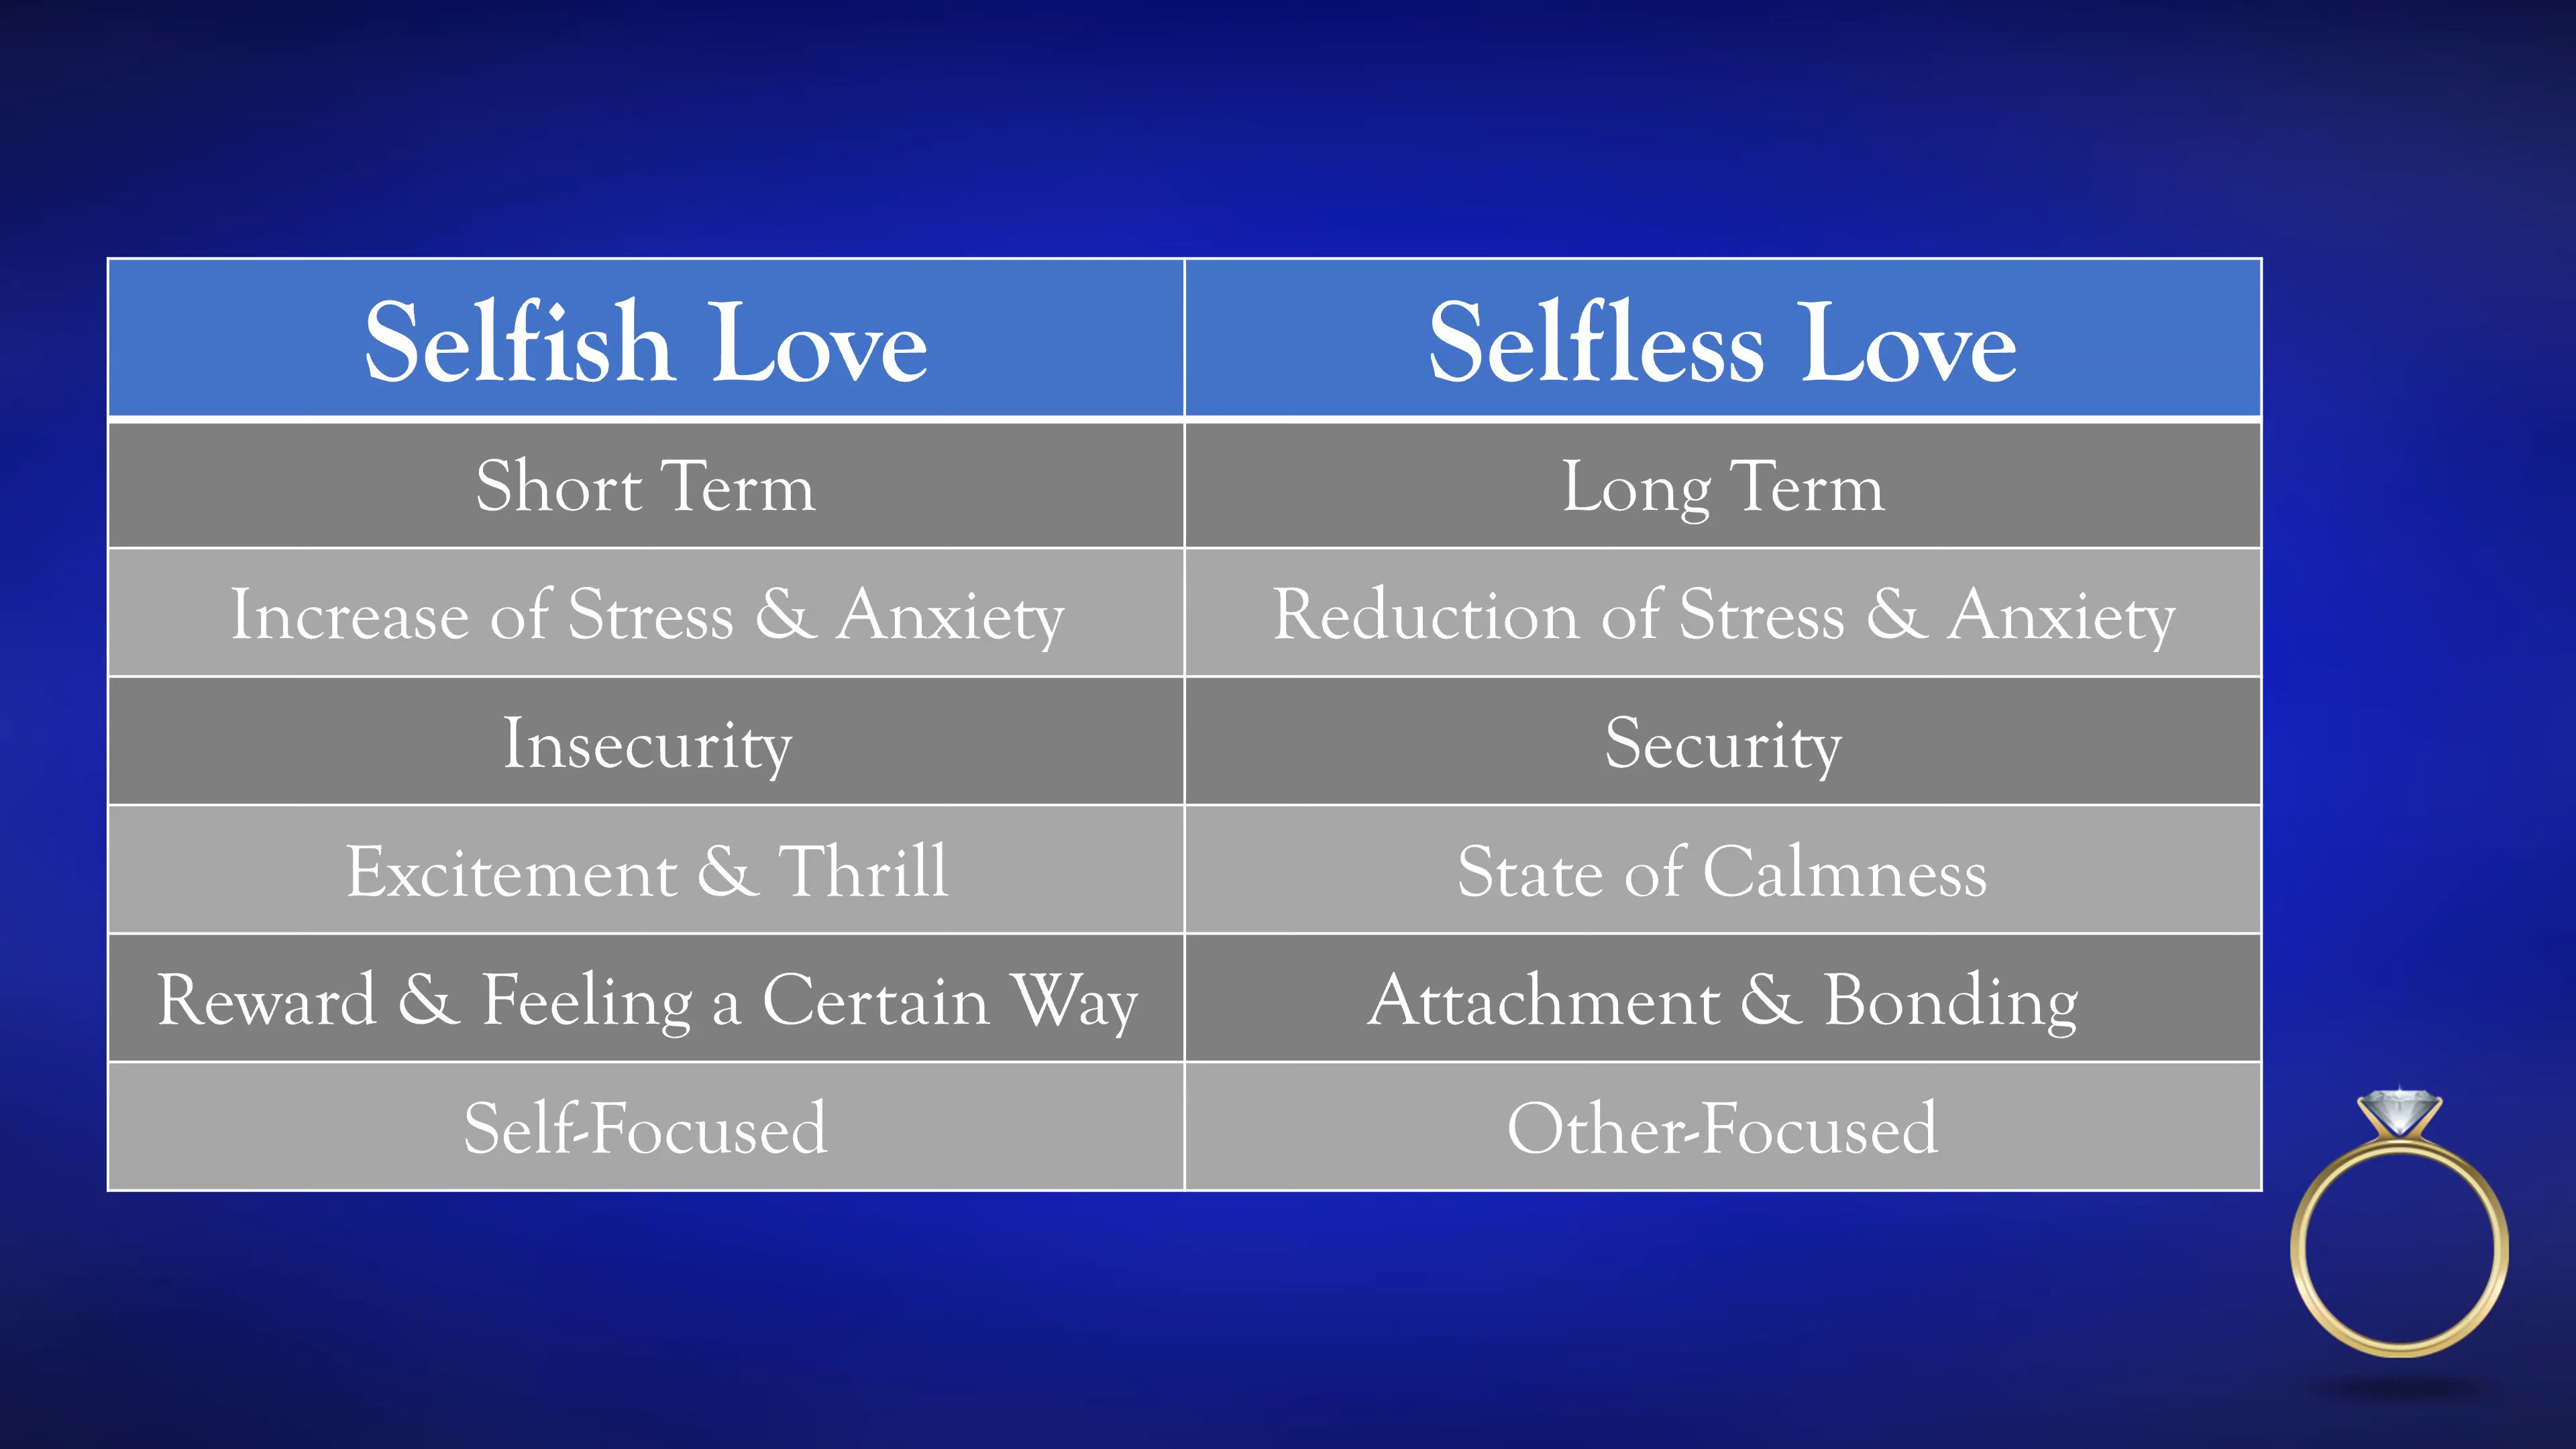 Selfish Love
Selfless Love
Short Term
Long Term
Increase of Stress & Anxiety
Reduction of Stress & Anxiety
Insecurity
Security
Excitement & Thrill
State of Calmness
Reward & Feeling a Certain Way
Attachment & Bonding
Self-Focused
Other-Focused